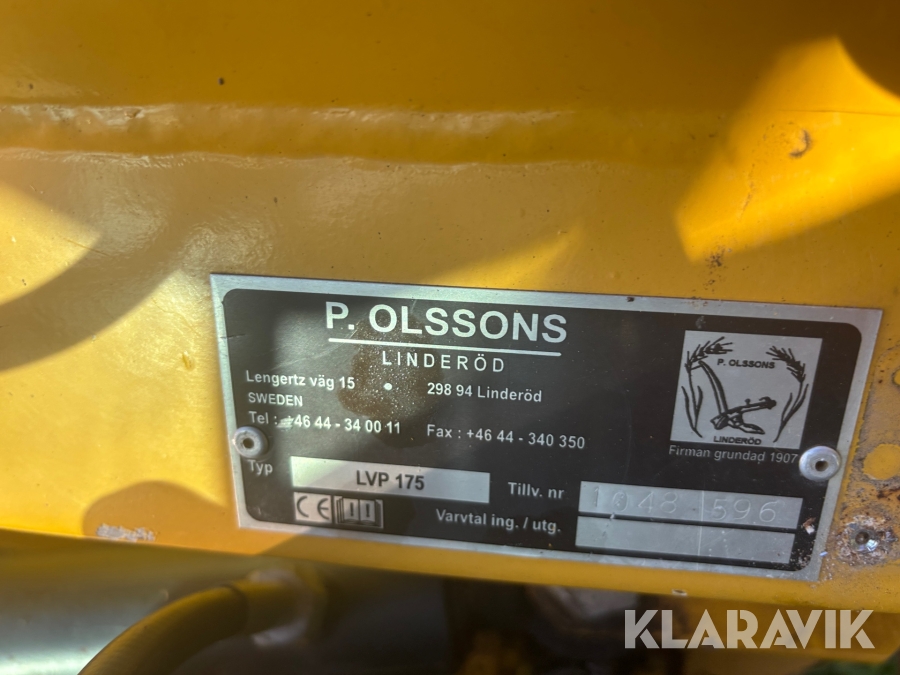 P. OLSSONS
LINDERÖD
Lengertz väg 15 • 298 94 Linderöd
SWEDEN
Tel : +46 44 - 34 00 11 Fax : +46 44 - 340 350
P. OLSSONS
LINDERÖD
Firman grundad 1907
Typ LVP 175 Tillv. nr 1048 596
CE Varvtal ing. / utg.
KLARAVIK